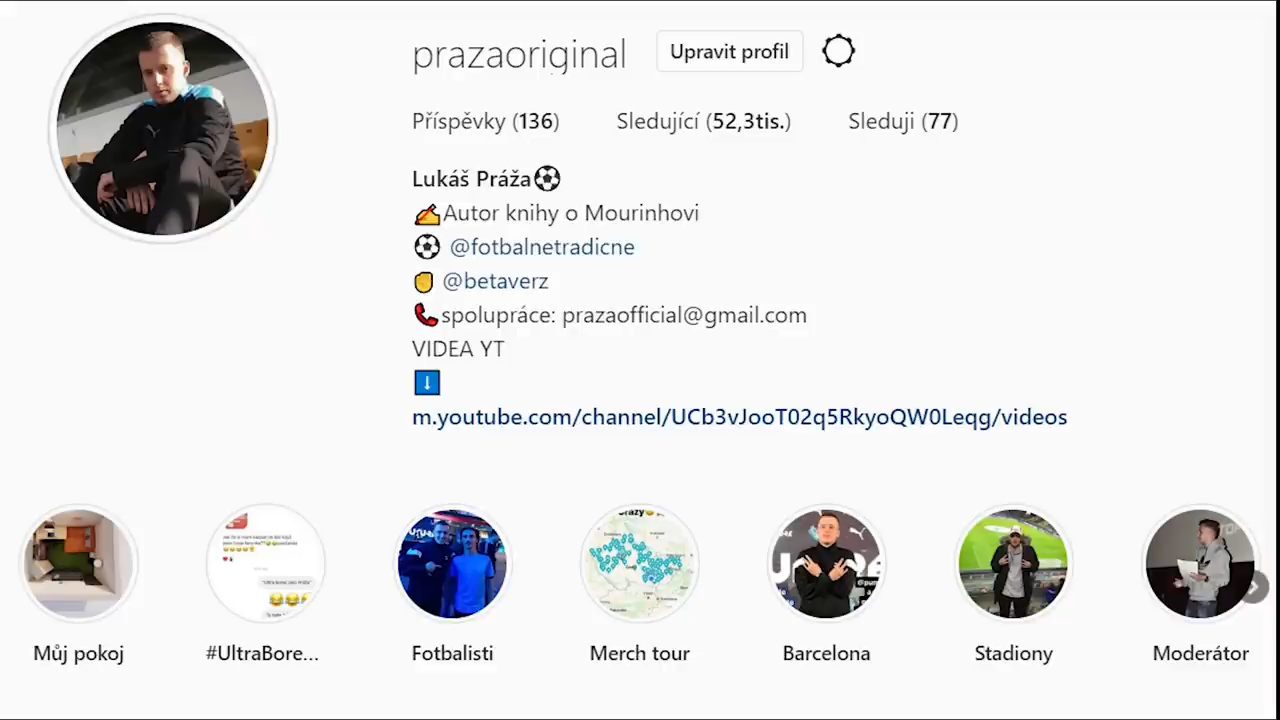 prazaoriginal Upravit profil
Příspěvky (136) Sledující (52,3tis.) Sleduji (77)
Lukáš Práža
Autor knihy o Mourinhovi
@fotbalnetradicne
@betaverz
spolupráce: prazaofficial@gmail.com
VIDEA YT
m.youtube.com/channel/UCb3vJooT02q5RkyoQW0Leqg/videos
Můj pokoj #UltraBore... Fotbalisti Merch tour Barcelona Stadiony Moderátor